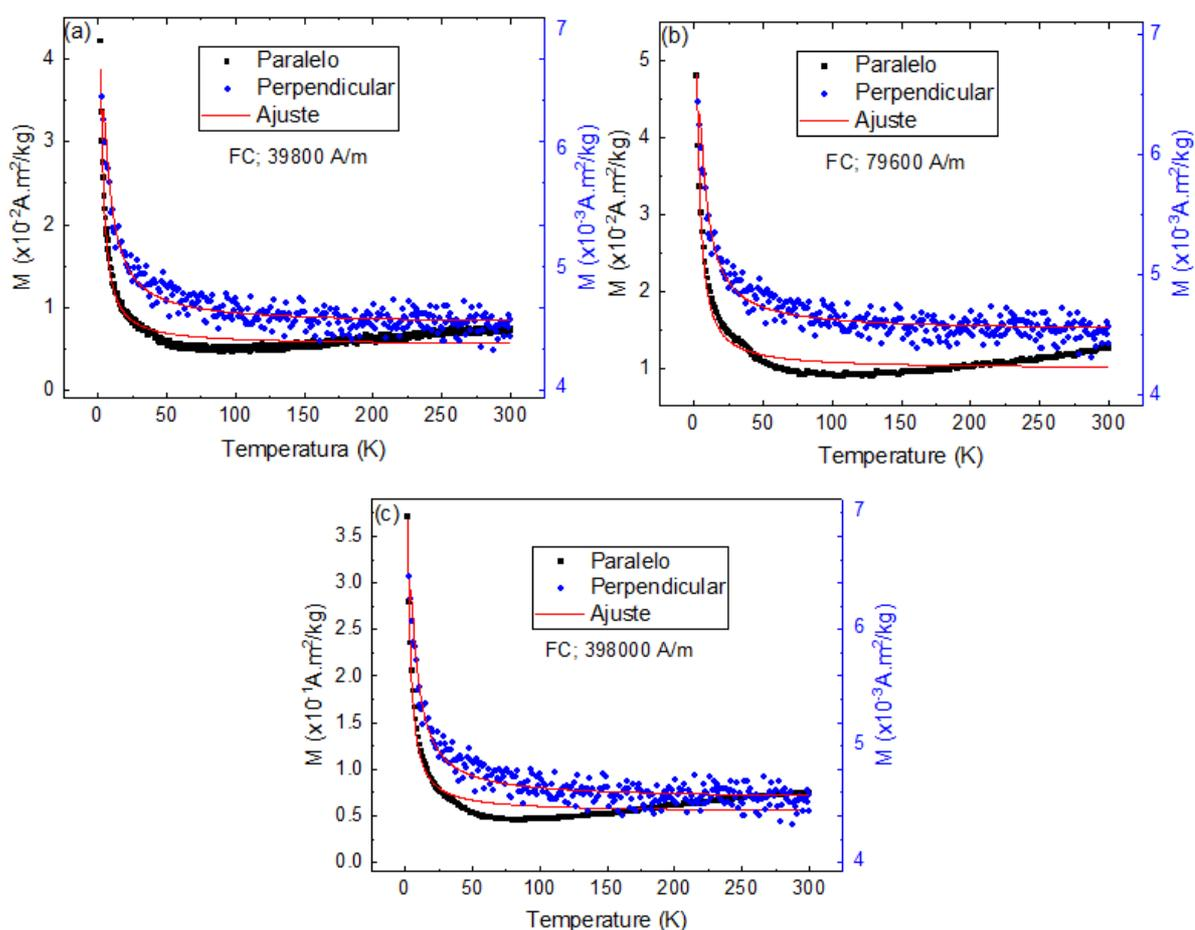 (a)
Paralelo
Perpendicular
Ajuste
FC; 39800 A/m
M (x10⁻²A.m²/kg)
4
3
2
1
0
M (x10⁻³A.m²/kg)
7
6
5
4
0 50 100 150 200 250 300
Temperatura (K)
(b)
Paralelo
Perpendicular
Ajuste
FC; 79600 A/m
M (x10⁻²A.m²/kg)
5
4
3
2
1
M (x10⁻³A.m²/kg)
7
6
5
4
0 50 100 150 200 250 300
Temperature (K)
(c)
Paralelo
Perpendicular
Ajuste
FC; 398000 A/m
M (x10⁻¹A.m²/kg)
3.5
3.0
2.5
2.0
1.5
1.0
0.5
0.0
M (x10⁻³A.m²/kg)
7
6
5
4
0 50 100 150 200 250 300
Temperature (K)